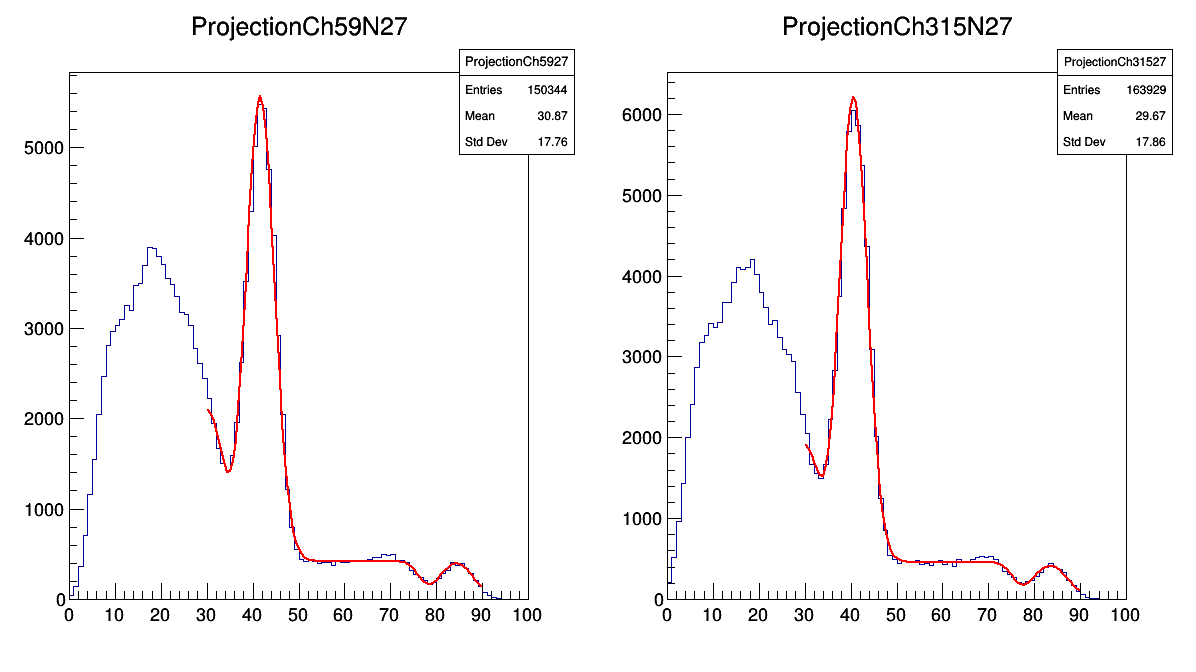 ProjectionCh59N27
ProjectionCh5927
Entries 150344
Mean 30.87
Std Dev 17.76
5000
4000
3000
2000
1000
0
0 10 20 30 40 50 60 70 80 90 100
ProjectionCh315N27
ProjectionCh31527
Entries 163929
Mean 29.67
Std Dev 17.86
6000
5000
4000
3000
2000
1000
0
0 10 20 30 40 50 60 70 80 90 100